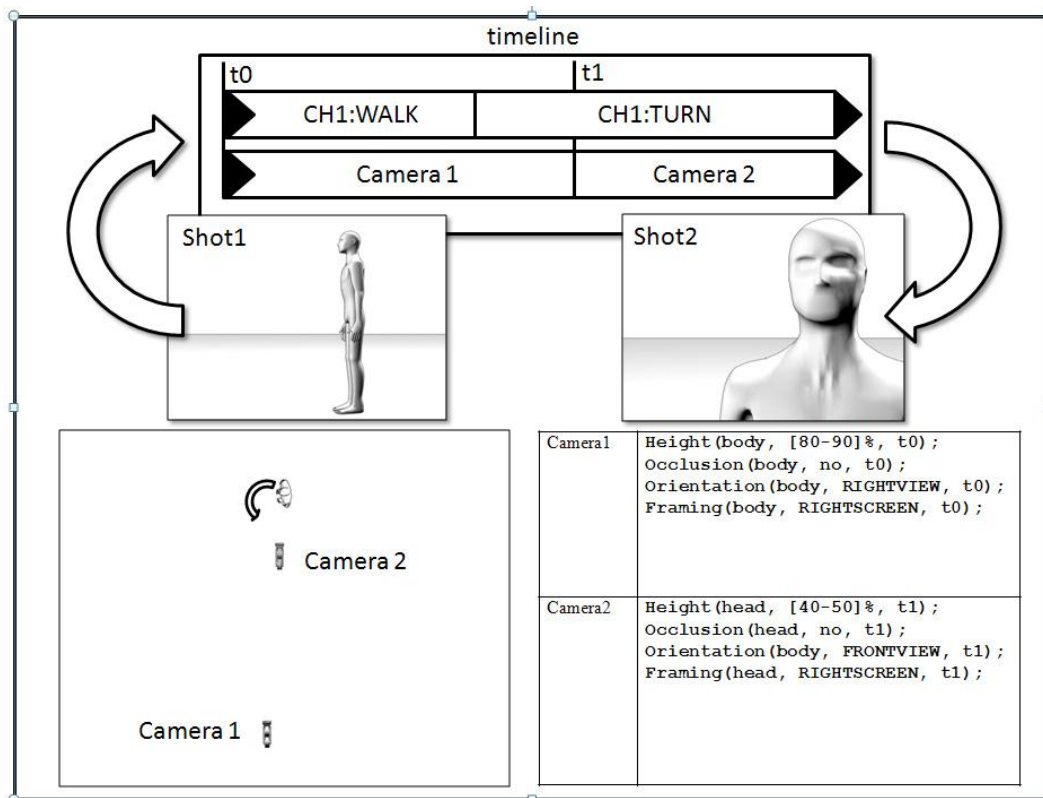 timeline
t0
t1
CH1:WALK
CH1:TURN
Camera 1
Camera 2
Shot1
Shot2
Camera 2
Camera 1
Camera1
Height(body, [80-90]%, t0);
Occlusion(body, no, t0);
Orientation(body, RIGHTVIEW, t0);
Framing(body, RIGHTSCREEN, t0);
Camera2
Height(head, [40-50]%, t1);
Occlusion(head, no, t1);
Orientation(body, FRONTVIEW, t1);
Framing(head, RIGHTSCREEN, t1);